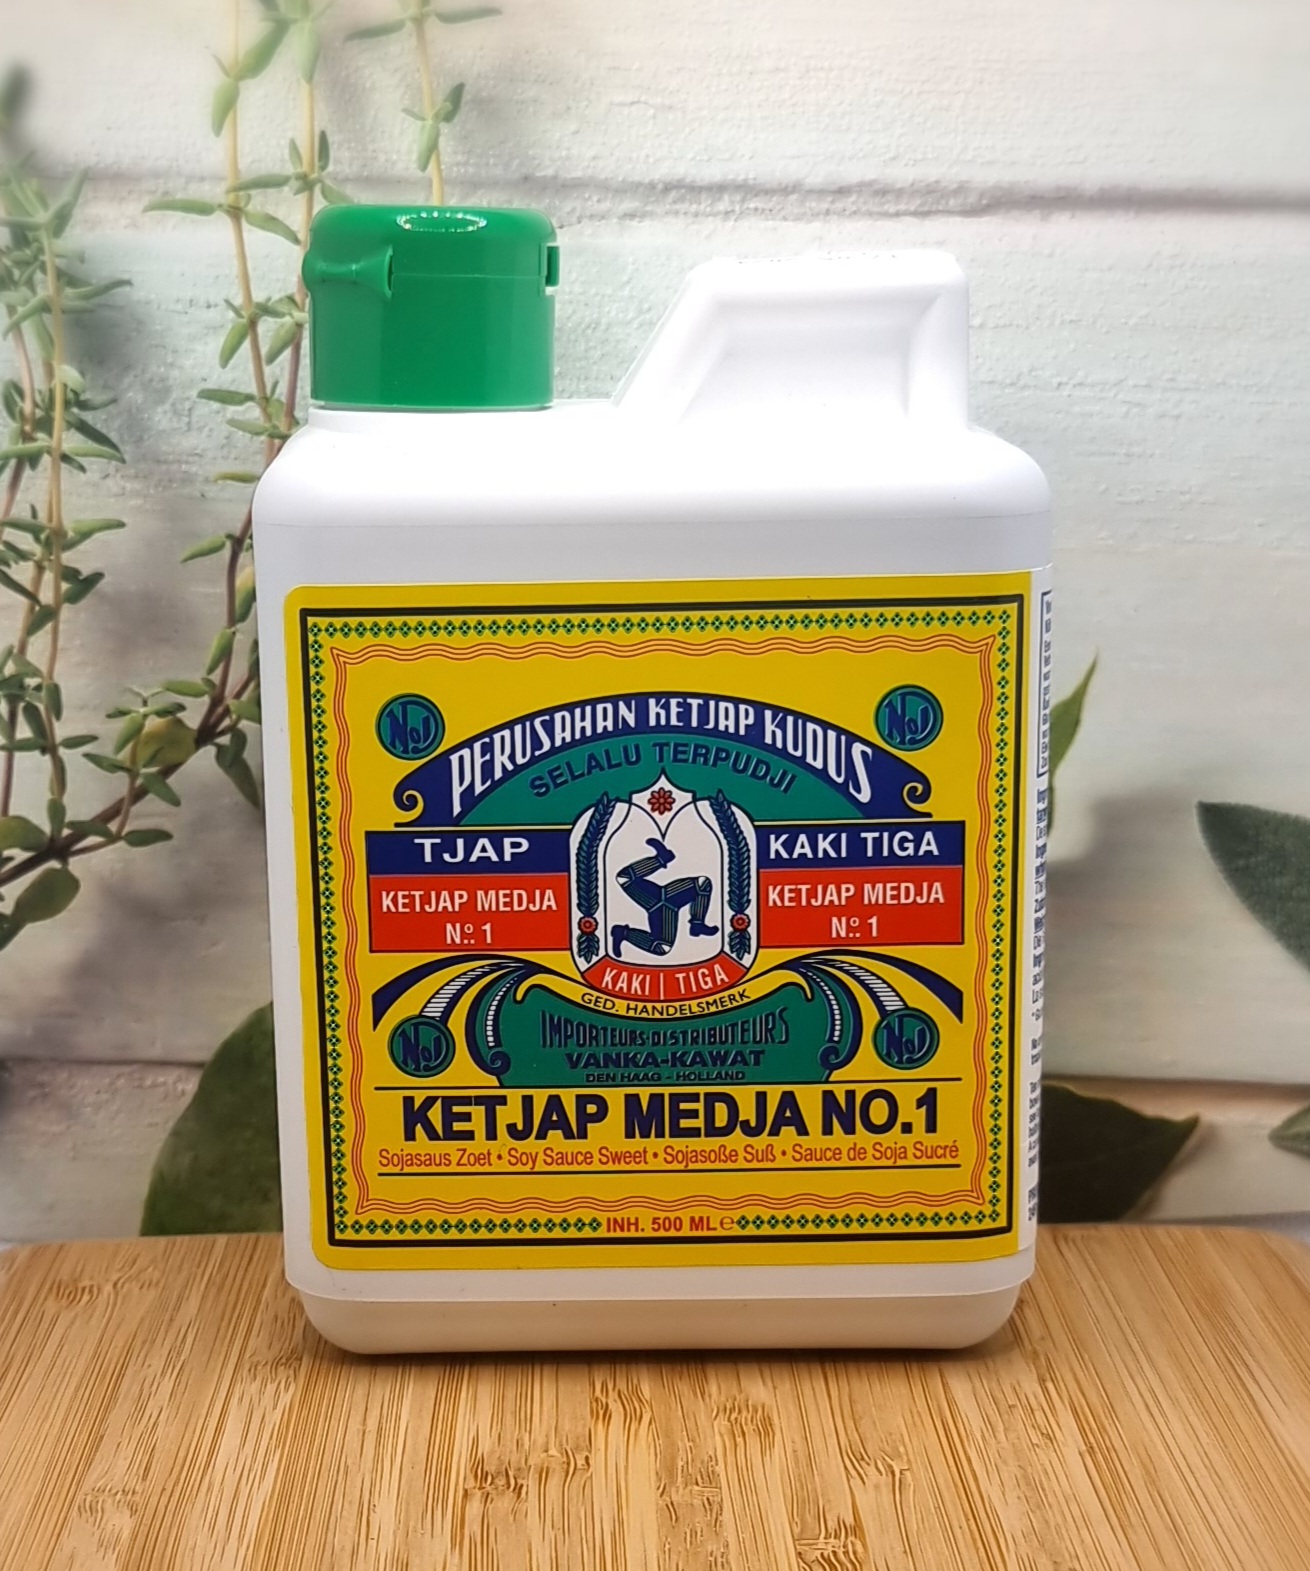 No1
No1
PERUSAHAN KETJAP KUDUS
SELALU TERPUDJI
TJAP
KAKI TIGA
KETJAP MEDJA
No. 1
KETJAP MEDJA
No. 1
KAKI | TIGA
GED. HANDELSMERK
IMPORTEURS-DISTRIBUTEURS
VANKA-KAWAT
DEN HAAG - HOLLAND
No1
No1
KETJAP MEDJA NO.1
Sojasaus Zoet • Soy Sauce Sweet • Sojasoße Suß • Sauce de Soja Sucré
INH. 500 ML ℮